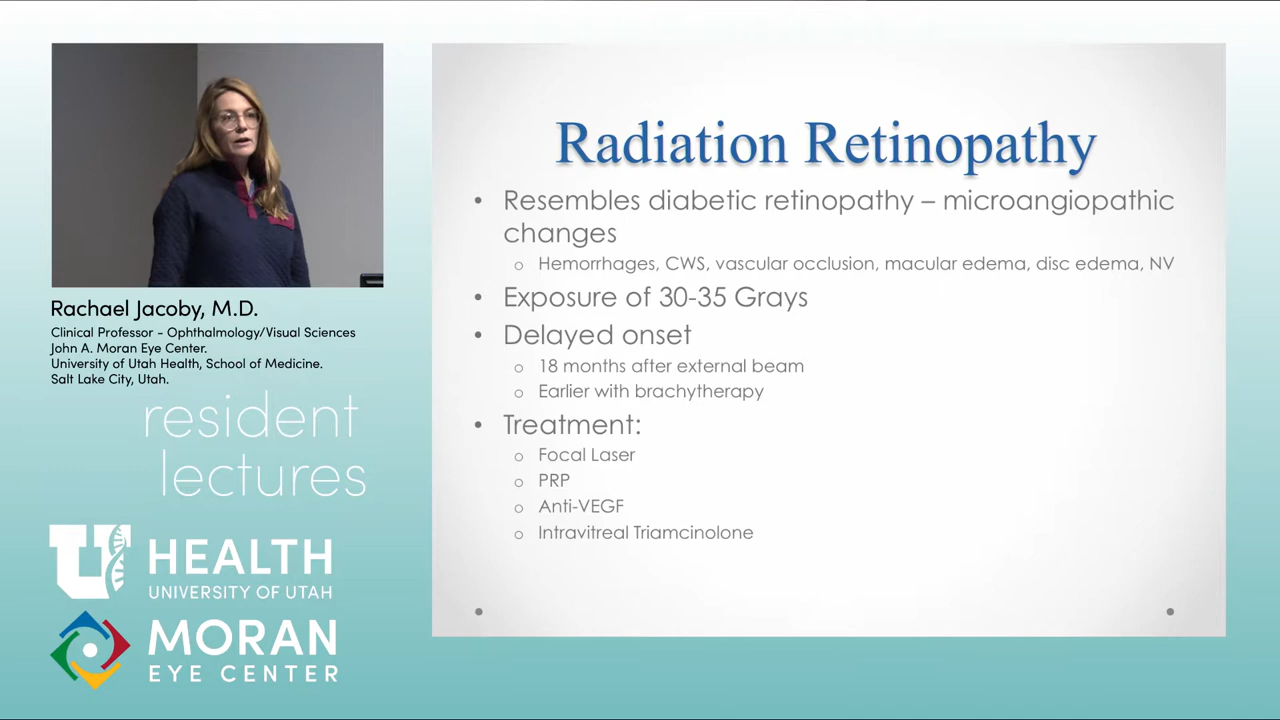 Radiation Retinopathy
• Resembles diabetic retinopathy – microangiopathic
changes
o Hemorrhages, CWS, vascular occlusion, macular edema, disc edema, NV
• Exposure of 30-35 Grays
• Delayed onset
o 18 months after external beam
o Earlier with brachytherapy
• Treatment:
o Focal Laser
o PRP
o Anti-VEGF
o Intravitreal Triamcinolone
Rachael Jacoby, M.D.
Clinical Professor - Ophthalmology/Visual Sciences
John A. Moran Eye Center.
University of Utah Health, School of Medicine.
Salt Lake City, Utah.
resident
lectures
U HEALTH
UNIVERSITY OF UTAH
MORAN
EYE CENTER